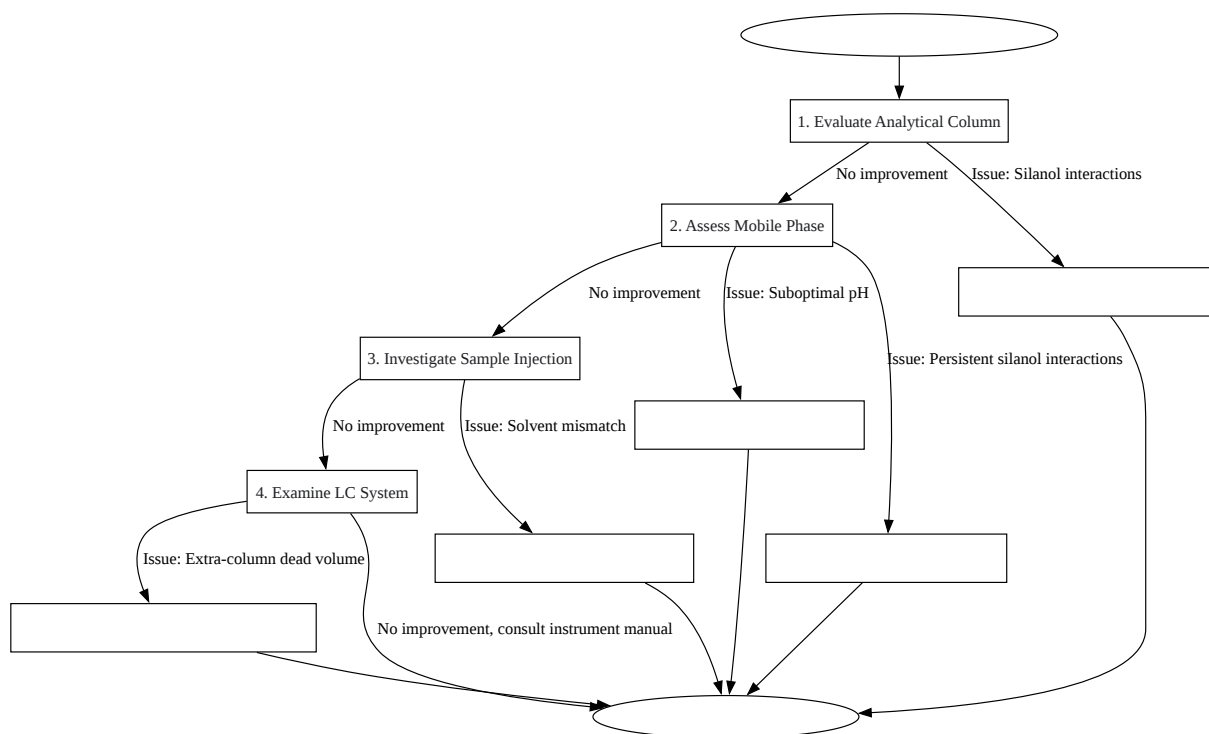 1. Evaluate Analytical Column
No improvement
Issue: Silanol interactions
2. Assess Mobile Phase
No improvement
Issue: Suboptimal pH
3. Investigate Sample Injection
Issue: Persistent silanol interactions
No improvement
Issue: Solvent mismatch
4. Examine LC System
Issue: Extra-column dead volume
No improvement, consult instrument manual